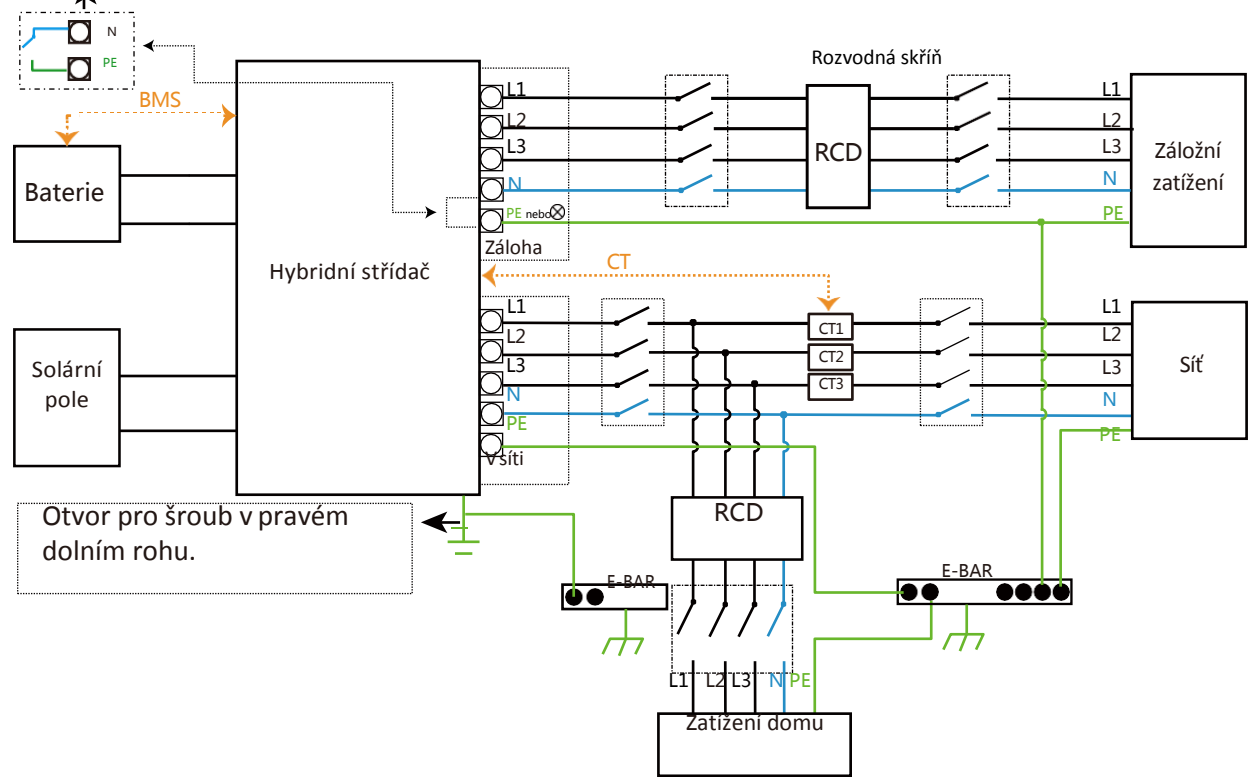 N
PE
BMS
Baterie
Solární
pole
Hybridní střídač
L1
L2
L3
N
PE nebo
Záloha
Rozvodná skříň
RCD
L1
L2
L3
N
PE
Záložní
zatížení
CT
L1
L2
L3
N
PE
V síti
CT1
CT2
CT3
L1
L2
L3
N
PE
Síť
Otvor pro šroub v pravém
dolním rohu.
E-BAR
RCD
E-BAR
L1
L2
L3
N
PE
Zatížení domu